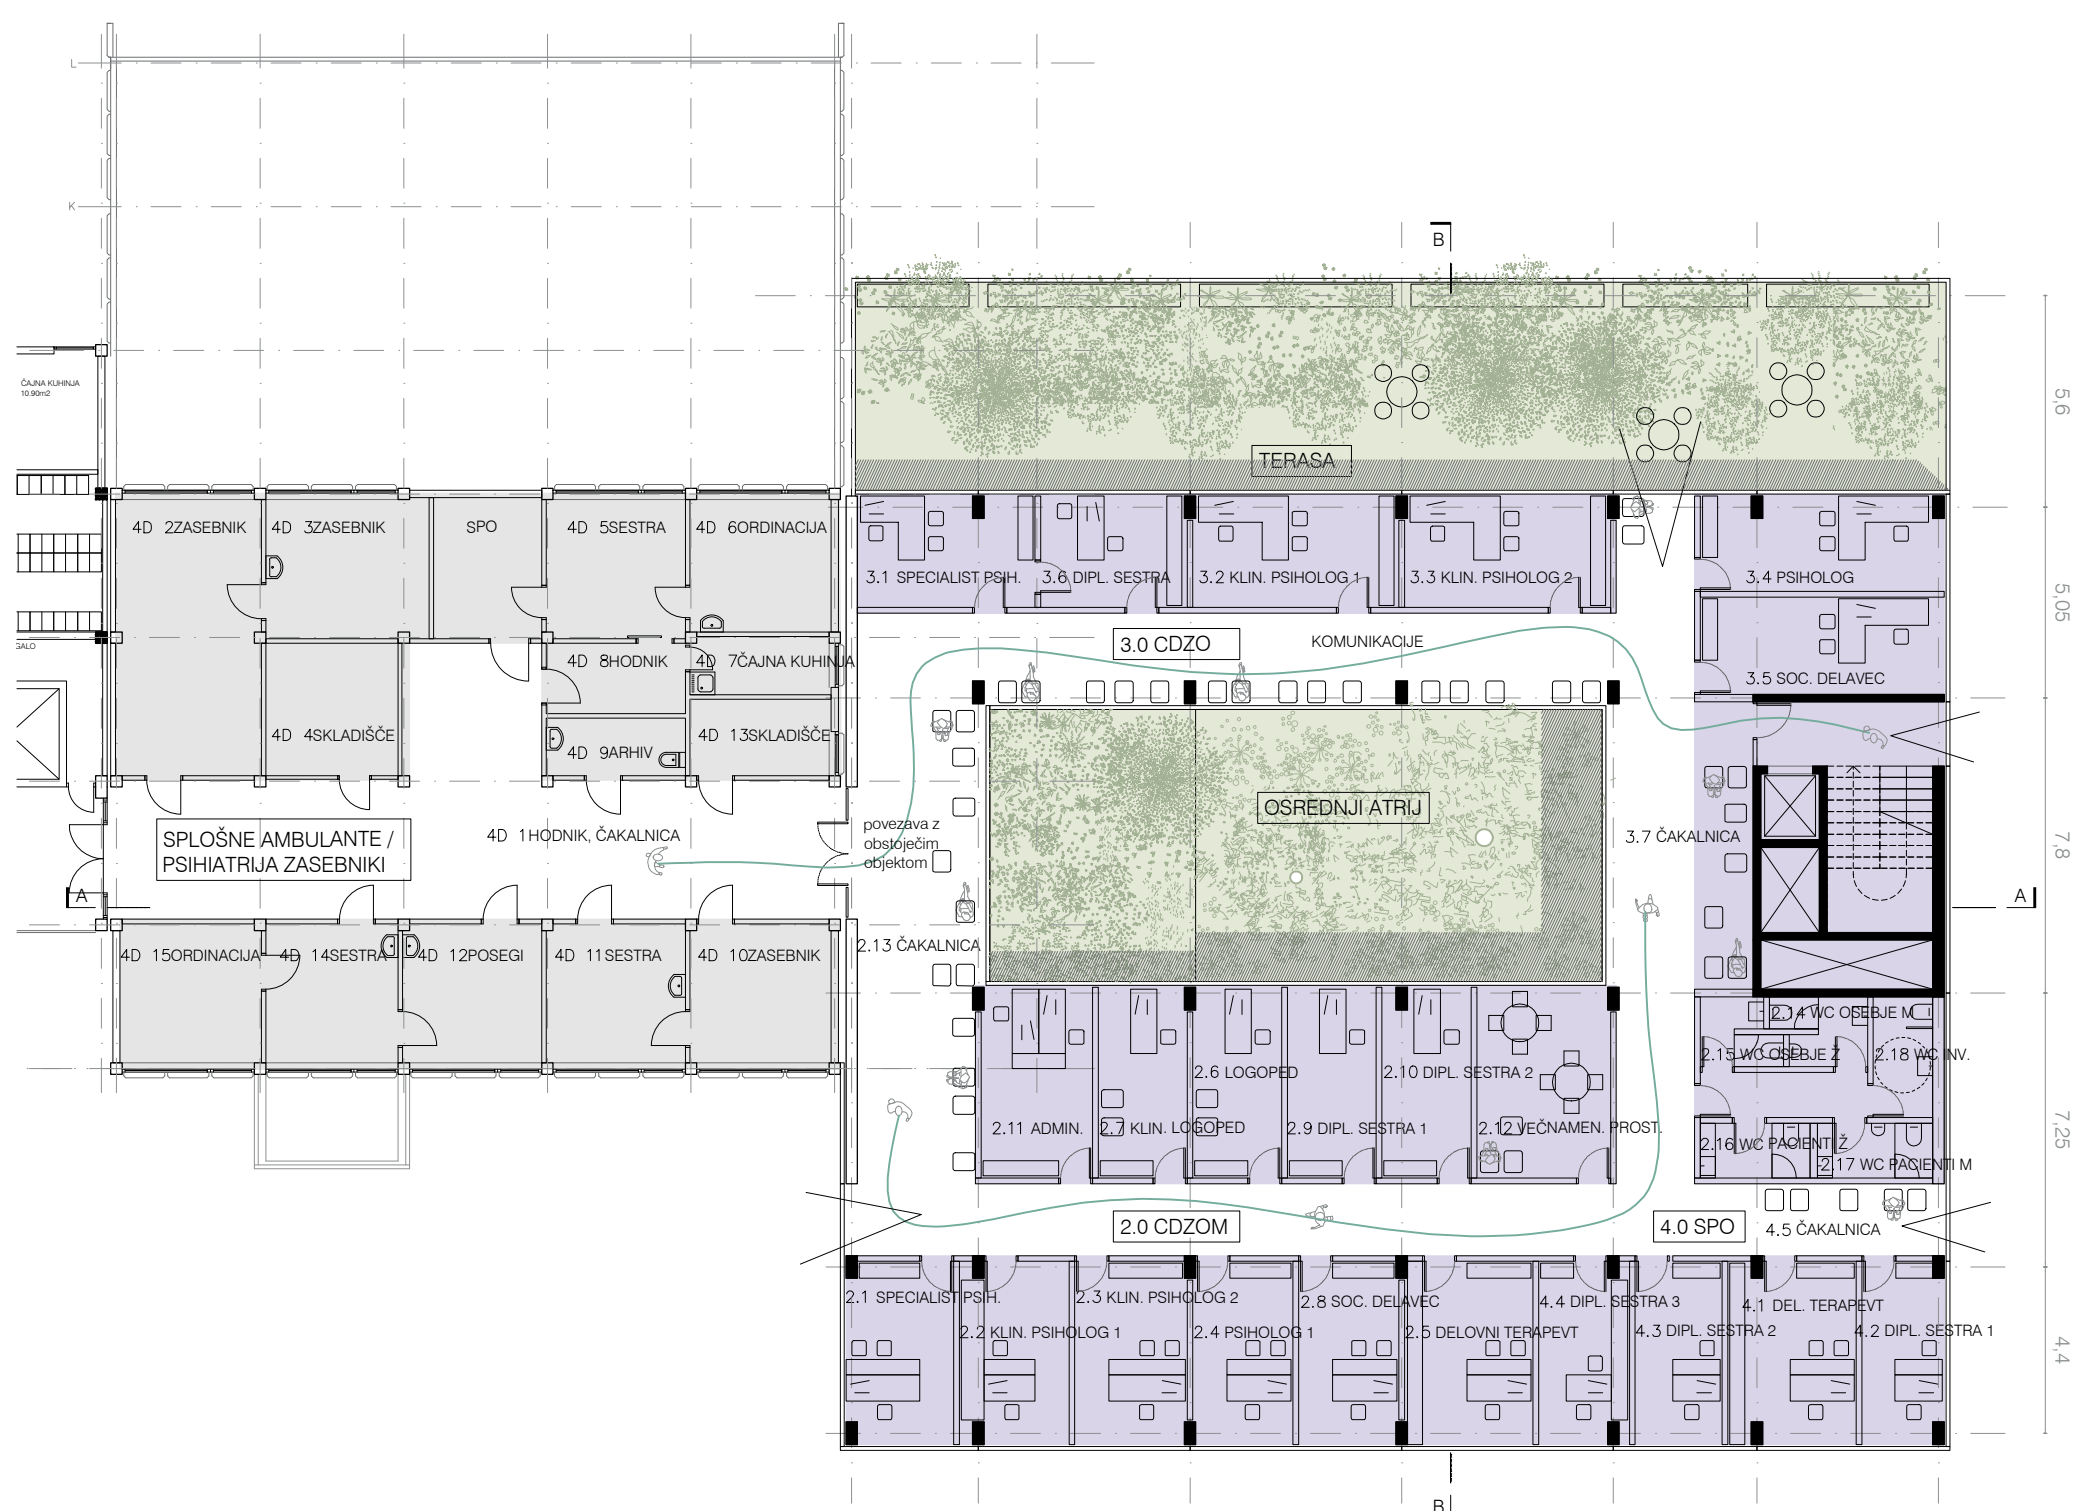 L
K
B
ČAJNA KUHINJA
10.90m2
5,6
TERASA
4D 2ZASEBNIK
4D 3ZASEBNIK
SPO
4D 5SESTRA
4D 6ORDINACIJA
3.1 SPECIALIST PSIH.
3.6 DIPL. SESTRA
3.2 KLIN. PSIHOLOG 1
3.3 KLIN. PSIHOLOG 2
3.4 PSIHOLOG
5,05
3.0 CDZO
KOMUNIKACIJE
GALO
4D 8HODNIK
4D 7ČAJNA KUHINJA
3.5 SOC. DELAVEC
4D 4SKLADIŠČE
4D 9ARHIV
4D 13SKLADIŠČE
OSREDNJI ATRIJ
SPLOŠNE AMBULANTE /
PSIHIATRIJA ZASEBNIKI
4D 1HODNIK, ČAKALNICA
povezava z
obstoječim
objektom
3.7 ČAKALNICA
7,8
A
A
2.13 ČAKALNICA
4D 15ORDINACIJA
4D 14SESTRA
4D 12POSEGI
4D 11SESTRA
4D 10ZASEBNIK
2.14 WC OSEBJE M
2.15 WC OSEBJE Ž
2.18 WC INV.
2.6 LOGOPED
2.10 DIPL. SESTRA 2
2.11 ADMIN.
2.7 KLIN. LOGOPED
2.9 DIPL. SESTRA 1
2.12 VEČNAMEN. PROST.
2.16 WC PACIENTI Ž
2.17 WC PACIENTI M
7,25
2.0 CDZOM
4.0 SPO
4.5 ČAKALNICA
2.1 SPECIALIST PSIH.
2.3 KLIN. PSIHOLOG 2
2.8 SOC. DELAVEC
4.4 DIPL. SESTRA 3
4.1 DEL. TERAPEVT
2.2 KLIN. PSIHOLOG 1
2.4 PSIHOLOG 1
2.5 DELOVNI TERAPEVT
4.3 DIPL. SESTRA 2
4.2 DIPL. SESTRA 1
4,4
B